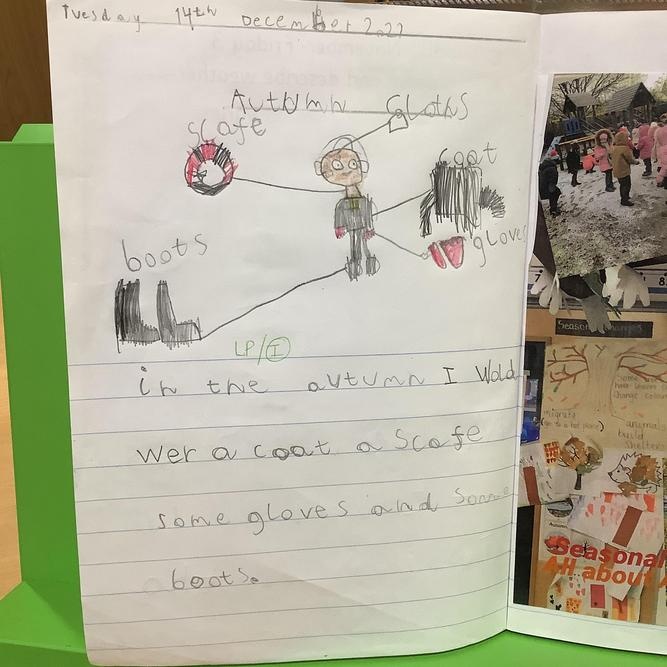 Tuesday 14th December 2022
Autumn Cloths
scafe
coat
gloves
boots
LP/I
in the autumn I Wold
wer a coat a scafe
some gloves and some
boots.
Seasonal
All about